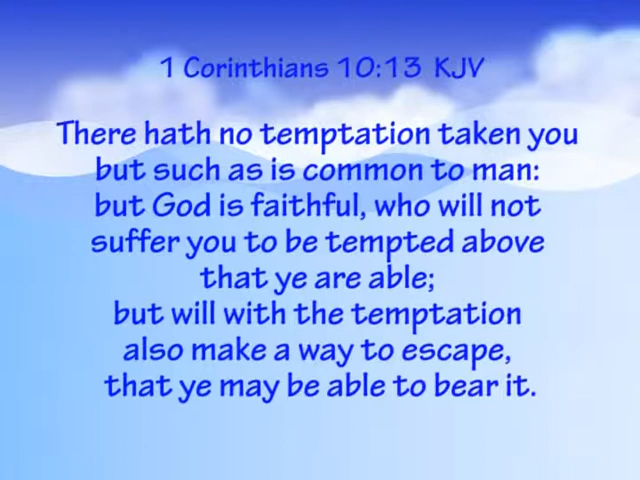 1 Corinthians 10:13 KJV
There hath no temptation taken you
but such as is common to man:
but God is faithful, who will not
suffer you to be tempted above
that ye are able;
but will with the temptation
also make a way to escape,
that ye may be able to bear it.